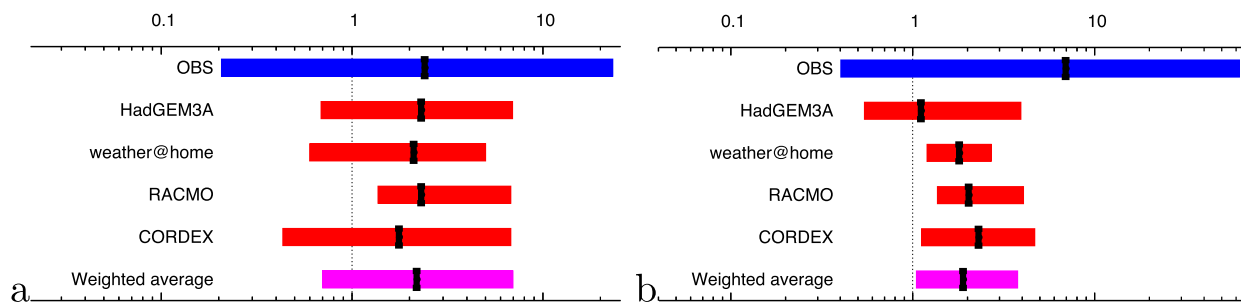 0.1 1 10
OBS
HadGEM3A
weather@home
RACMO
CORDEX
Weighted average
a
0.1 1 10
OBS
HadGEM3A
weather@home
RACMO
CORDEX
Weighted average
b